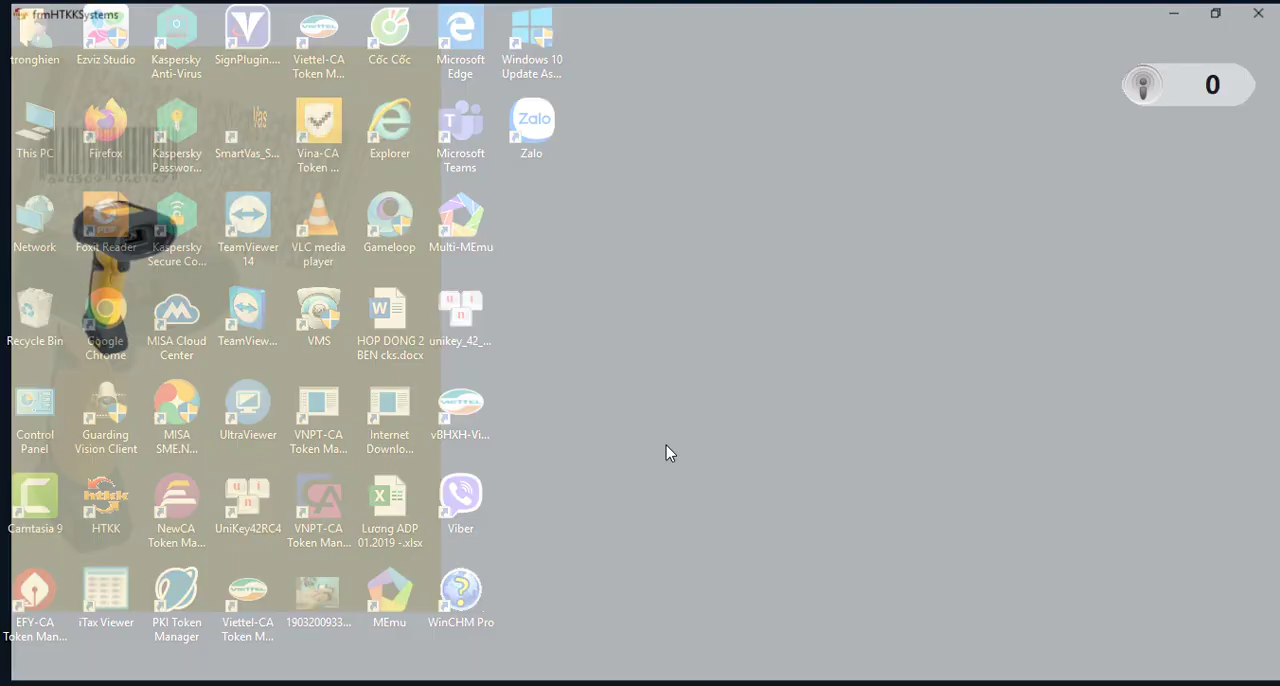 frmHTKKSystems
0
tronghien
Ezviz Studio
Kaspersky
Anti-Virus
SignPlugin....
VIETTEL
Viettel-CA
Token M...
Cốc Cốc
Microsoft
Edge
Windows 10
Update As...
This PC
Firefox
Kaspersky
Passwor...
SmartVas_S...
Vina-CA
Token ...
Explorer
Microsoft
Teams
Zalo
Zalo
Network
Foxit Reader
Kaspersky
Secure Co...
TeamViewer
14
VLC media
player
Gameloop
Multi-MEmu
Recycle Bin
Google
Chrome
MISA Cloud
Center
TeamView...
VMS
HOP DONG 2
BEN cks.docx
unikey_42_...
Control
Panel
Guarding
Vision Client
MISA
SME.N...
UltraViewer
VNPT-CA
Token Ma...
Internet
Downlo...
VIETTEL
vBHXH-Vi...
Camtasia 9
htkk
HTKK
NewCA
Token Ma...
UniKey42RC4
VNPT-CA
Token Man...
Lương ADP
01.2019 -.xlsx
Viber
EFY-CA
Token Man...
iTax Viewer
PKI Token
Manager
VIETTEL
Viettel-CA
Token M...
1903200933...
MEmu
WinCHM Pro